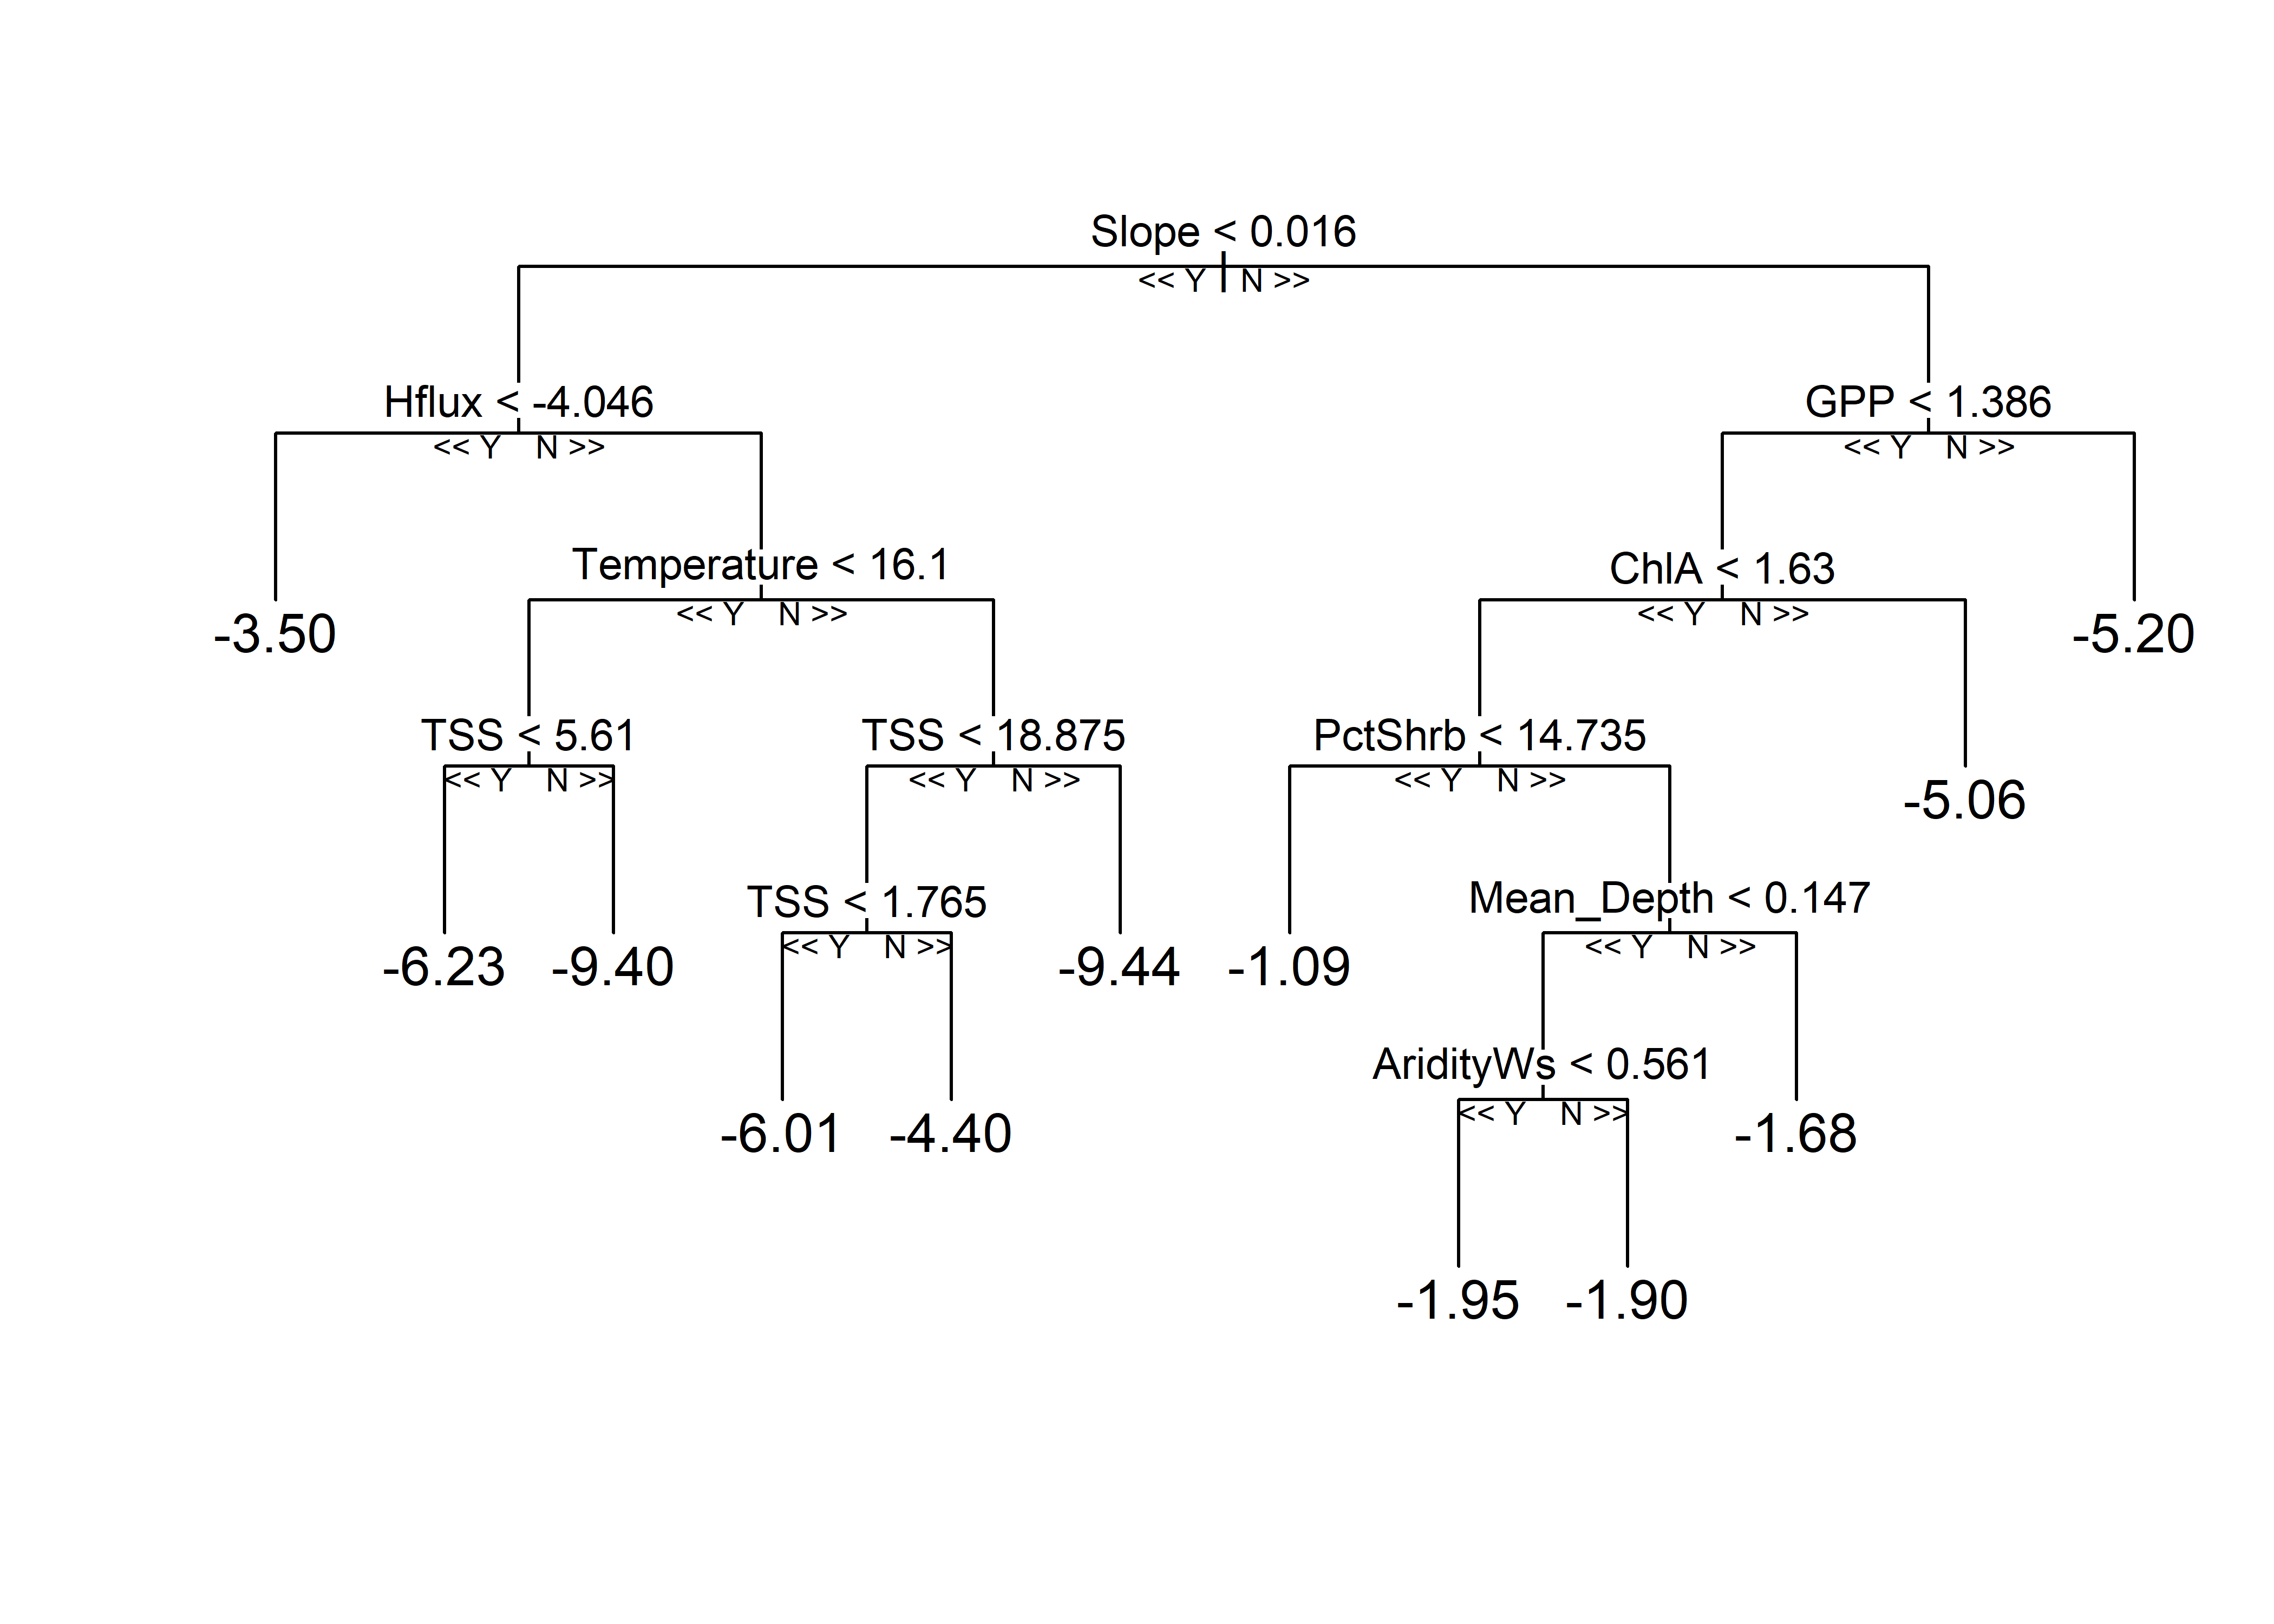 Slope < 0.016
<< Y N >>
Hflux < -4.046
GPP < 1.386
<< Y N >>
<< Y N >>
Temperature < 16.1
ChlA < 1.63
<< Y N >>
<< Y N >>
-3.50
-5.20
TSS < 5.61
TSS < 18.875
PctShrb < 14.735
<< Y N >>
<< Y N >>
<< Y N >>
-5.06
TSS < 1.765
Mean_Depth < 0.147
<< Y N >>
<< Y N >>
-6.23
-9.40
-9.44
-1.09
AridityWs < 0.561
<< Y N >>
-6.01
-4.40
-1.68
-1.95
-1.90